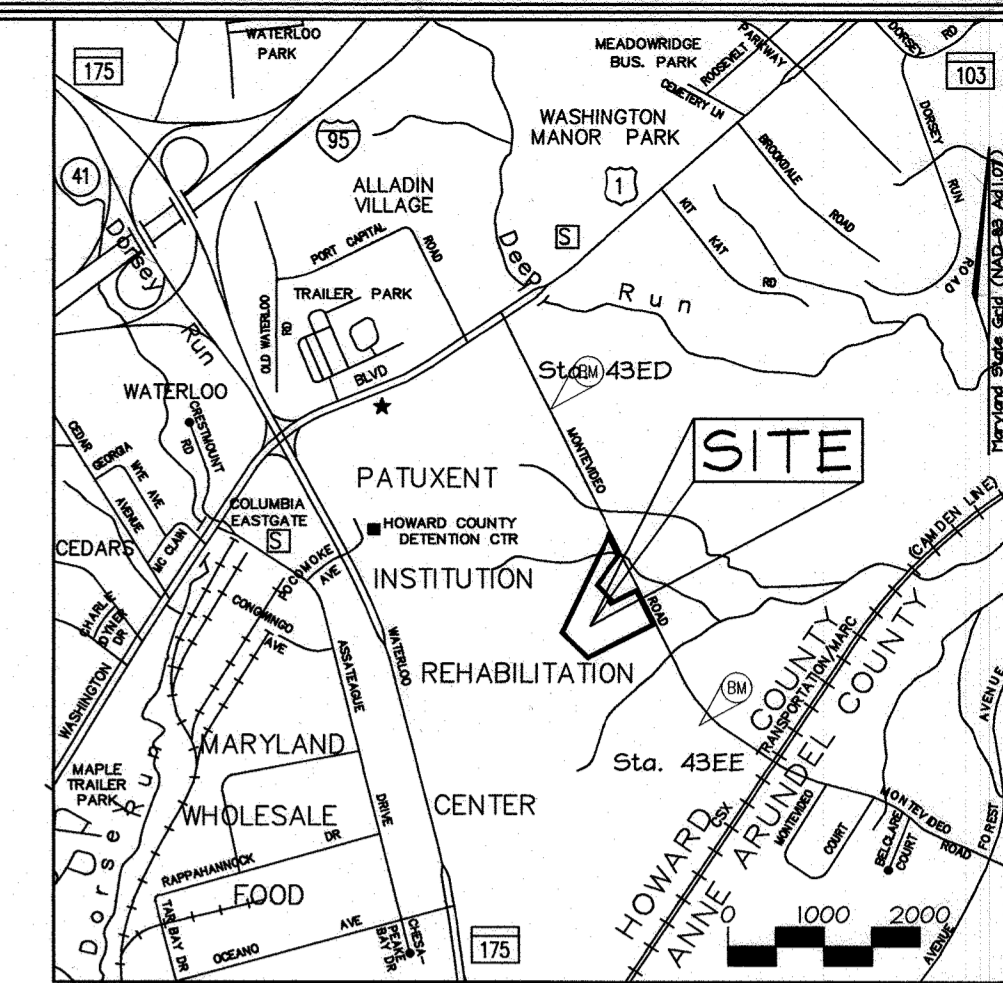 WATERLOO
PARK
175
MEADOWRIDGE
BUS. PARK
ROOSEVELT
PARKWAY
DORSEY
RD
103
CEMETERY LN
WASHINGTON
MANOR PARK
95
41
1
ALLADIN
VILLAGE
BROOKDALE
ROAD
DORSEY
RUN
ROAD
Maryland State Grid (NAD-83 Adj.07)
Dorsey
Run
PORT CAPITAL
ROAD
Deep
Run
S
KIT
KAT
RD
OLD WATERLOO
RD
TRAILER PARK
BLVD
Sta. 43ED
BM
WATERLOO
CRESTMOUNT
RD
CEDAR
AVENUE
GEORGIA
WYE AVE
MC CLAIN
MONTEVIDEO
ROAD
SITE
PATUXENT
COLUMBIA
EASTGATE
S
HOWARD COUNTY
DETENTION CTR
CEDARS
POCOMOKE
AVE
INSTITUTION
(CAMDEN LINE)
CONOWINGO
AVE
DYNER
DR
WASHINGTON
ASSATEAGUE
DRIVE
WATERLOO
REHABILITATION
BM
Sta. 43EE
TRANSPORTATION/MARC
CSX
HOWARD COUNTY
ANNE ARUNDEL COUNTY
AVENUE
FOREST
MARYLAND
MAPLE
TRAILER
PARK
Dorsey Run
WHOLESALE
CENTER
MONTEVIDEO
COURT
MONTEVIDEO
ROAD
BELCLARE
COURT
RAPPAHANNOCK
DR
FOOD
TAR BAY DR
OCEANO
AVE
CHESA-
PEAKE
BAY DR
175
0 1000 2000
AVENUE